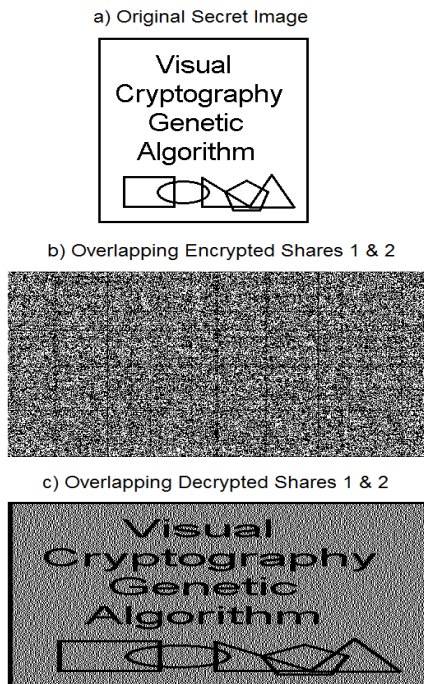 a) Original Secret Image
Visual
Cryptography
Genetic
Algorithm
b) Overlapping Encrypted Shares 1 & 2
c) Overlapping Decrypted Shares 1 & 2
Visual
Cryptography
Genetic
Algorithm